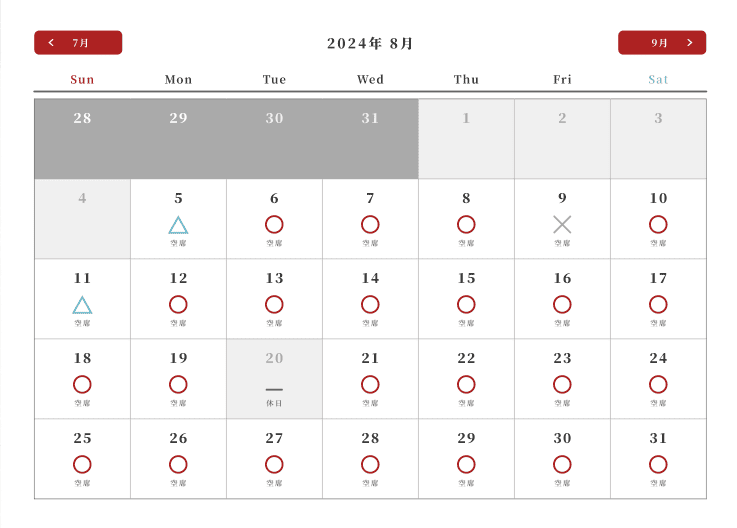 7月 2024年 8月 9月
Sun Mon Tue Wed Thu Fri Sat
28 29 30 31 1 2 3
4 5 6 7 8 9 10
空席 空席 空席 空席 空席 空席
11 12 13 14 15 16 17
空席 空席 空席 空席 空席 空席 空席
18 19 20 21 22 23 24
空席 空席 休日 空席 空席 空席 空席
25 26 27 28 29 30 31
空席 空席 空席 空席 空席 空席 空席